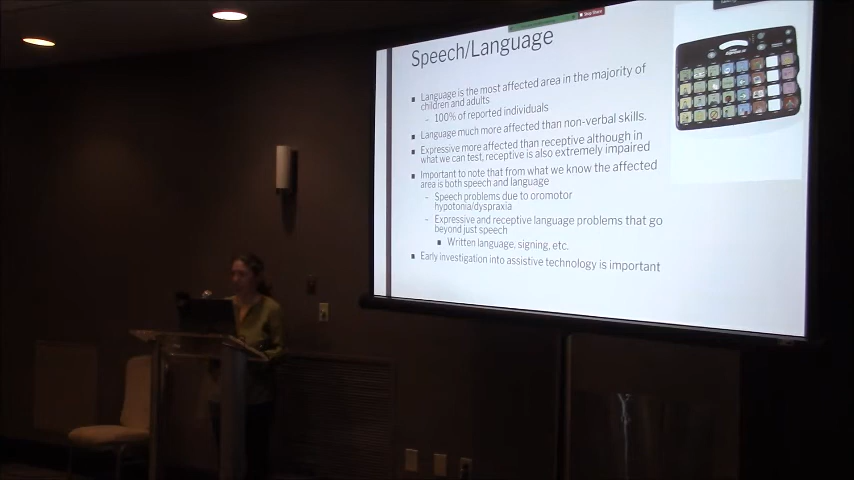 Speech/Language
Language is the most affected area in the majority of
children and adults
– 100% of reported individuals
Language much more affected than non-verbal skills.
Expressive more affected than receptive although in
what we can test, receptive is also extremely impaired
Important to note that from what we know the affected
area is both speech and language
– Speech problems due to oromotor
hypotonia/dyspraxia
– Expressive and receptive language problems that go
beyond just speech
Written language, signing, etc.
Early investigation into assistive technology is important